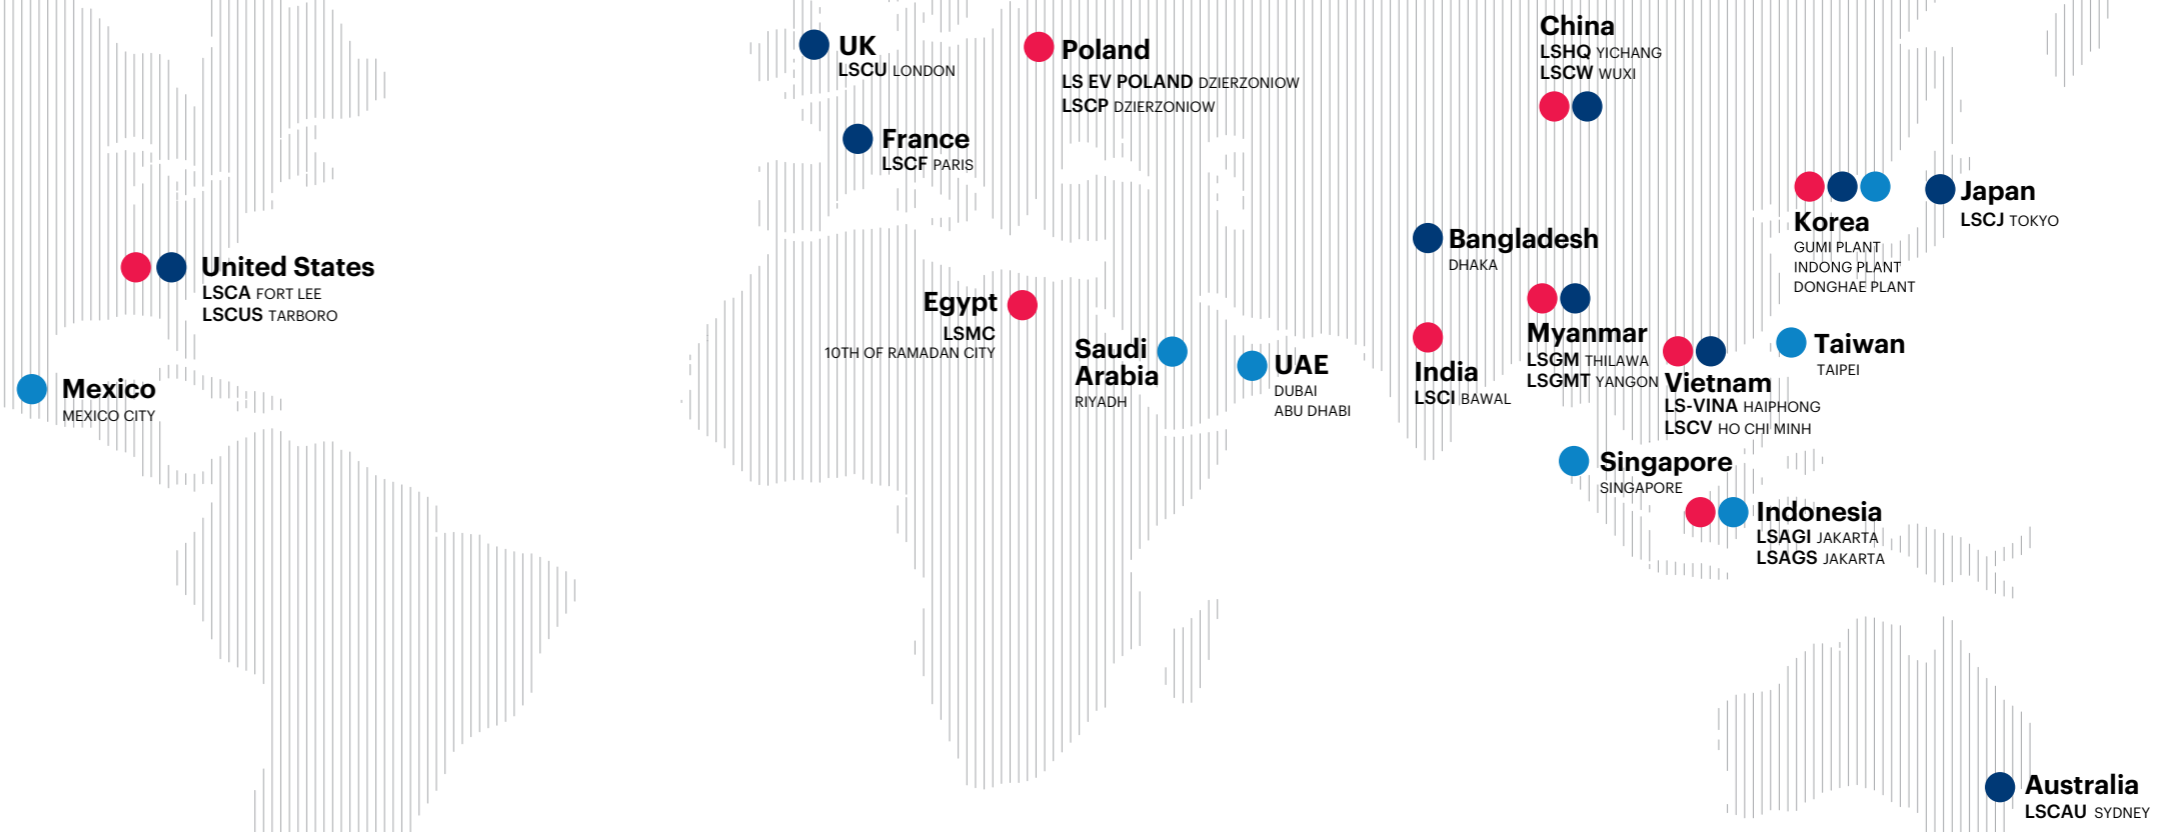 UK
LSCU LONDON
Poland
LS EV POLAND DZIERZONIOW
LSCP DZIERZONIOW
China
LSHQ YICHANG
LSCW WUXI
France
LSCF PARIS
Korea
GUMI PLANT
INDONG PLANT
DONGHAE PLANT
Japan
LSCJ TOKYO
Bangladesh
DHAKA
United States
LSCA FORT LEE
LSCUS TARBORO
Egypt
LSMC
10TH OF RAMADAN CITY
Saudi
Arabia
RIYADH
UAE
DUBAI
ABU DHABI
India
LSCI BAWAL
Myanmar
LSGM THILAWA
LSGMT YANGON
Vietnam
LS-VINA HAIPHONG
LSCV HO CHI MINH
Taiwan
TAIPEI
Mexico
MEXICO CITY
Singapore
SINGAPORE
Indonesia
LSAGI JAKARTA
LSAGS JAKARTA
Australia
LSCAU SYDNEY